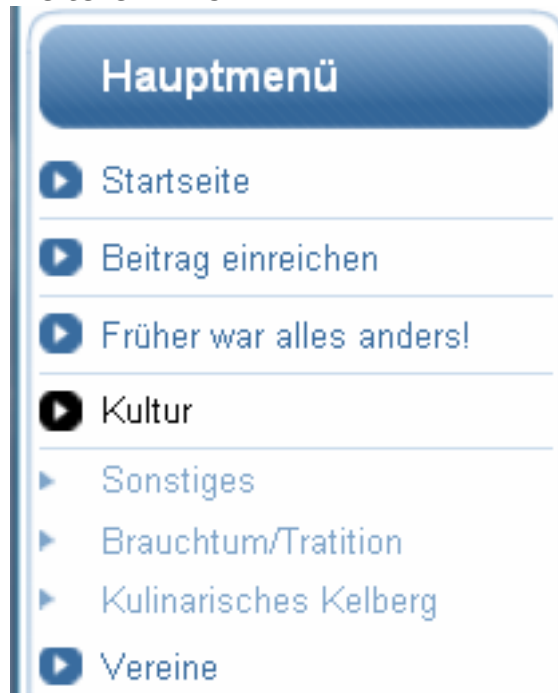 Hauptmenü
Startseite
Beitrag einreichen
Früher war alles anders!
Kultur
Sonstiges
Brauchtum/Tratition
Kulinarisches Kelberg
Vereine